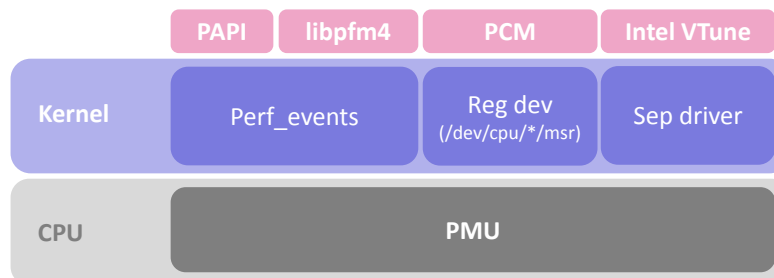 PAPI
libpfm4
PCM
Intel VTune
Kernel
Perf_events
Reg dev
(/dev/cpu/*/msr)
Sep driver
CPU
PMU